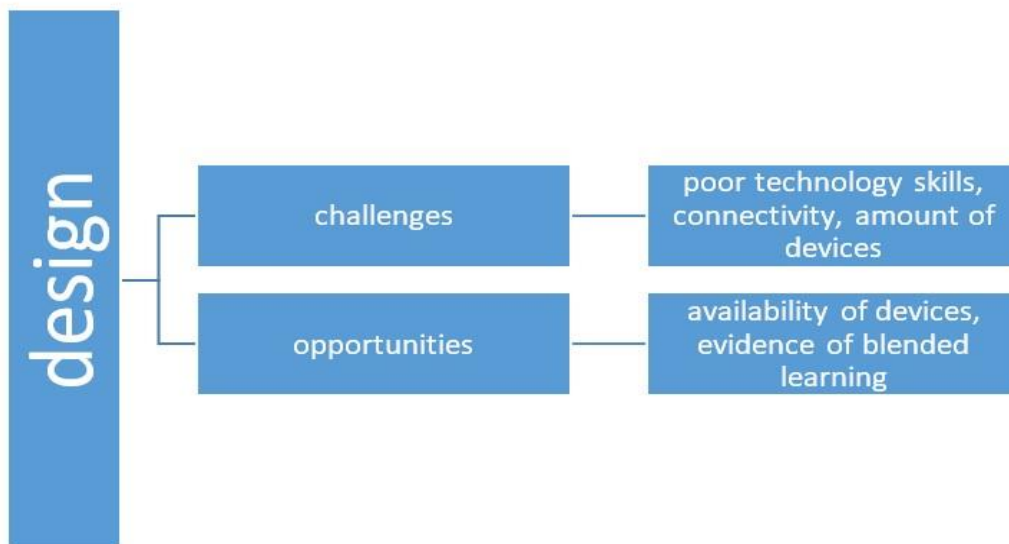 design
challenges
poor technology skills,
connectivity, amount of
devices
opportunities
availability of devices,
evidence of blended
learning